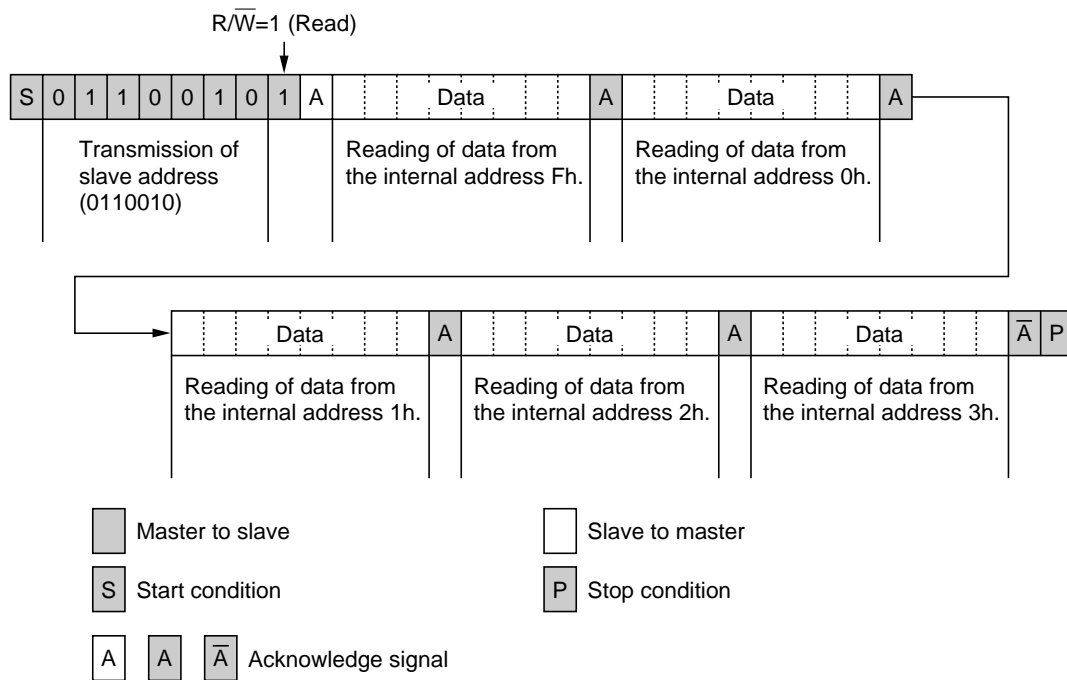 R/W̅=1 (Read)
S 0 1 1 0 0 1 0 1 A Data A Data A
Transmission of
slave address
(0110010)
Reading of data from
the internal address Fh.
Reading of data from
the internal address 0h.
Data A Data A Data A̅ P
Reading of data from
the internal address 1h.
Reading of data from
the internal address 2h.
Reading of data from
the internal address 3h.
Master to slave
Slave to master
S Start condition
P Stop condition
A A A̅ Acknowledge signal